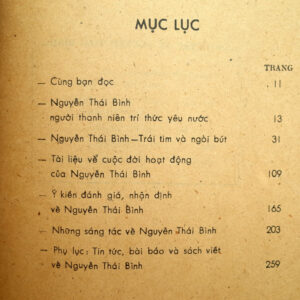 MỤC LỤC
TRANG
— Cùng bạn đọc 11
— Nguyễn Thái Bình
người thanh niên trí thức yêu nước 13
— Nguyễn Thái Bình—Trái tim và ngòi bút 31
— Tài liệu về cuộc đời hoạt động
của Nguyễn Thái Bình 109
— Ý kiến đánh giá, nhận định
về Nguyễn Thái Bình 165
— Những sáng tác về Nguyễn Thái Bình 203
— Phụ lục: Tin tức, bài báo và sách viết
về Nguyễn Thái Bình 259